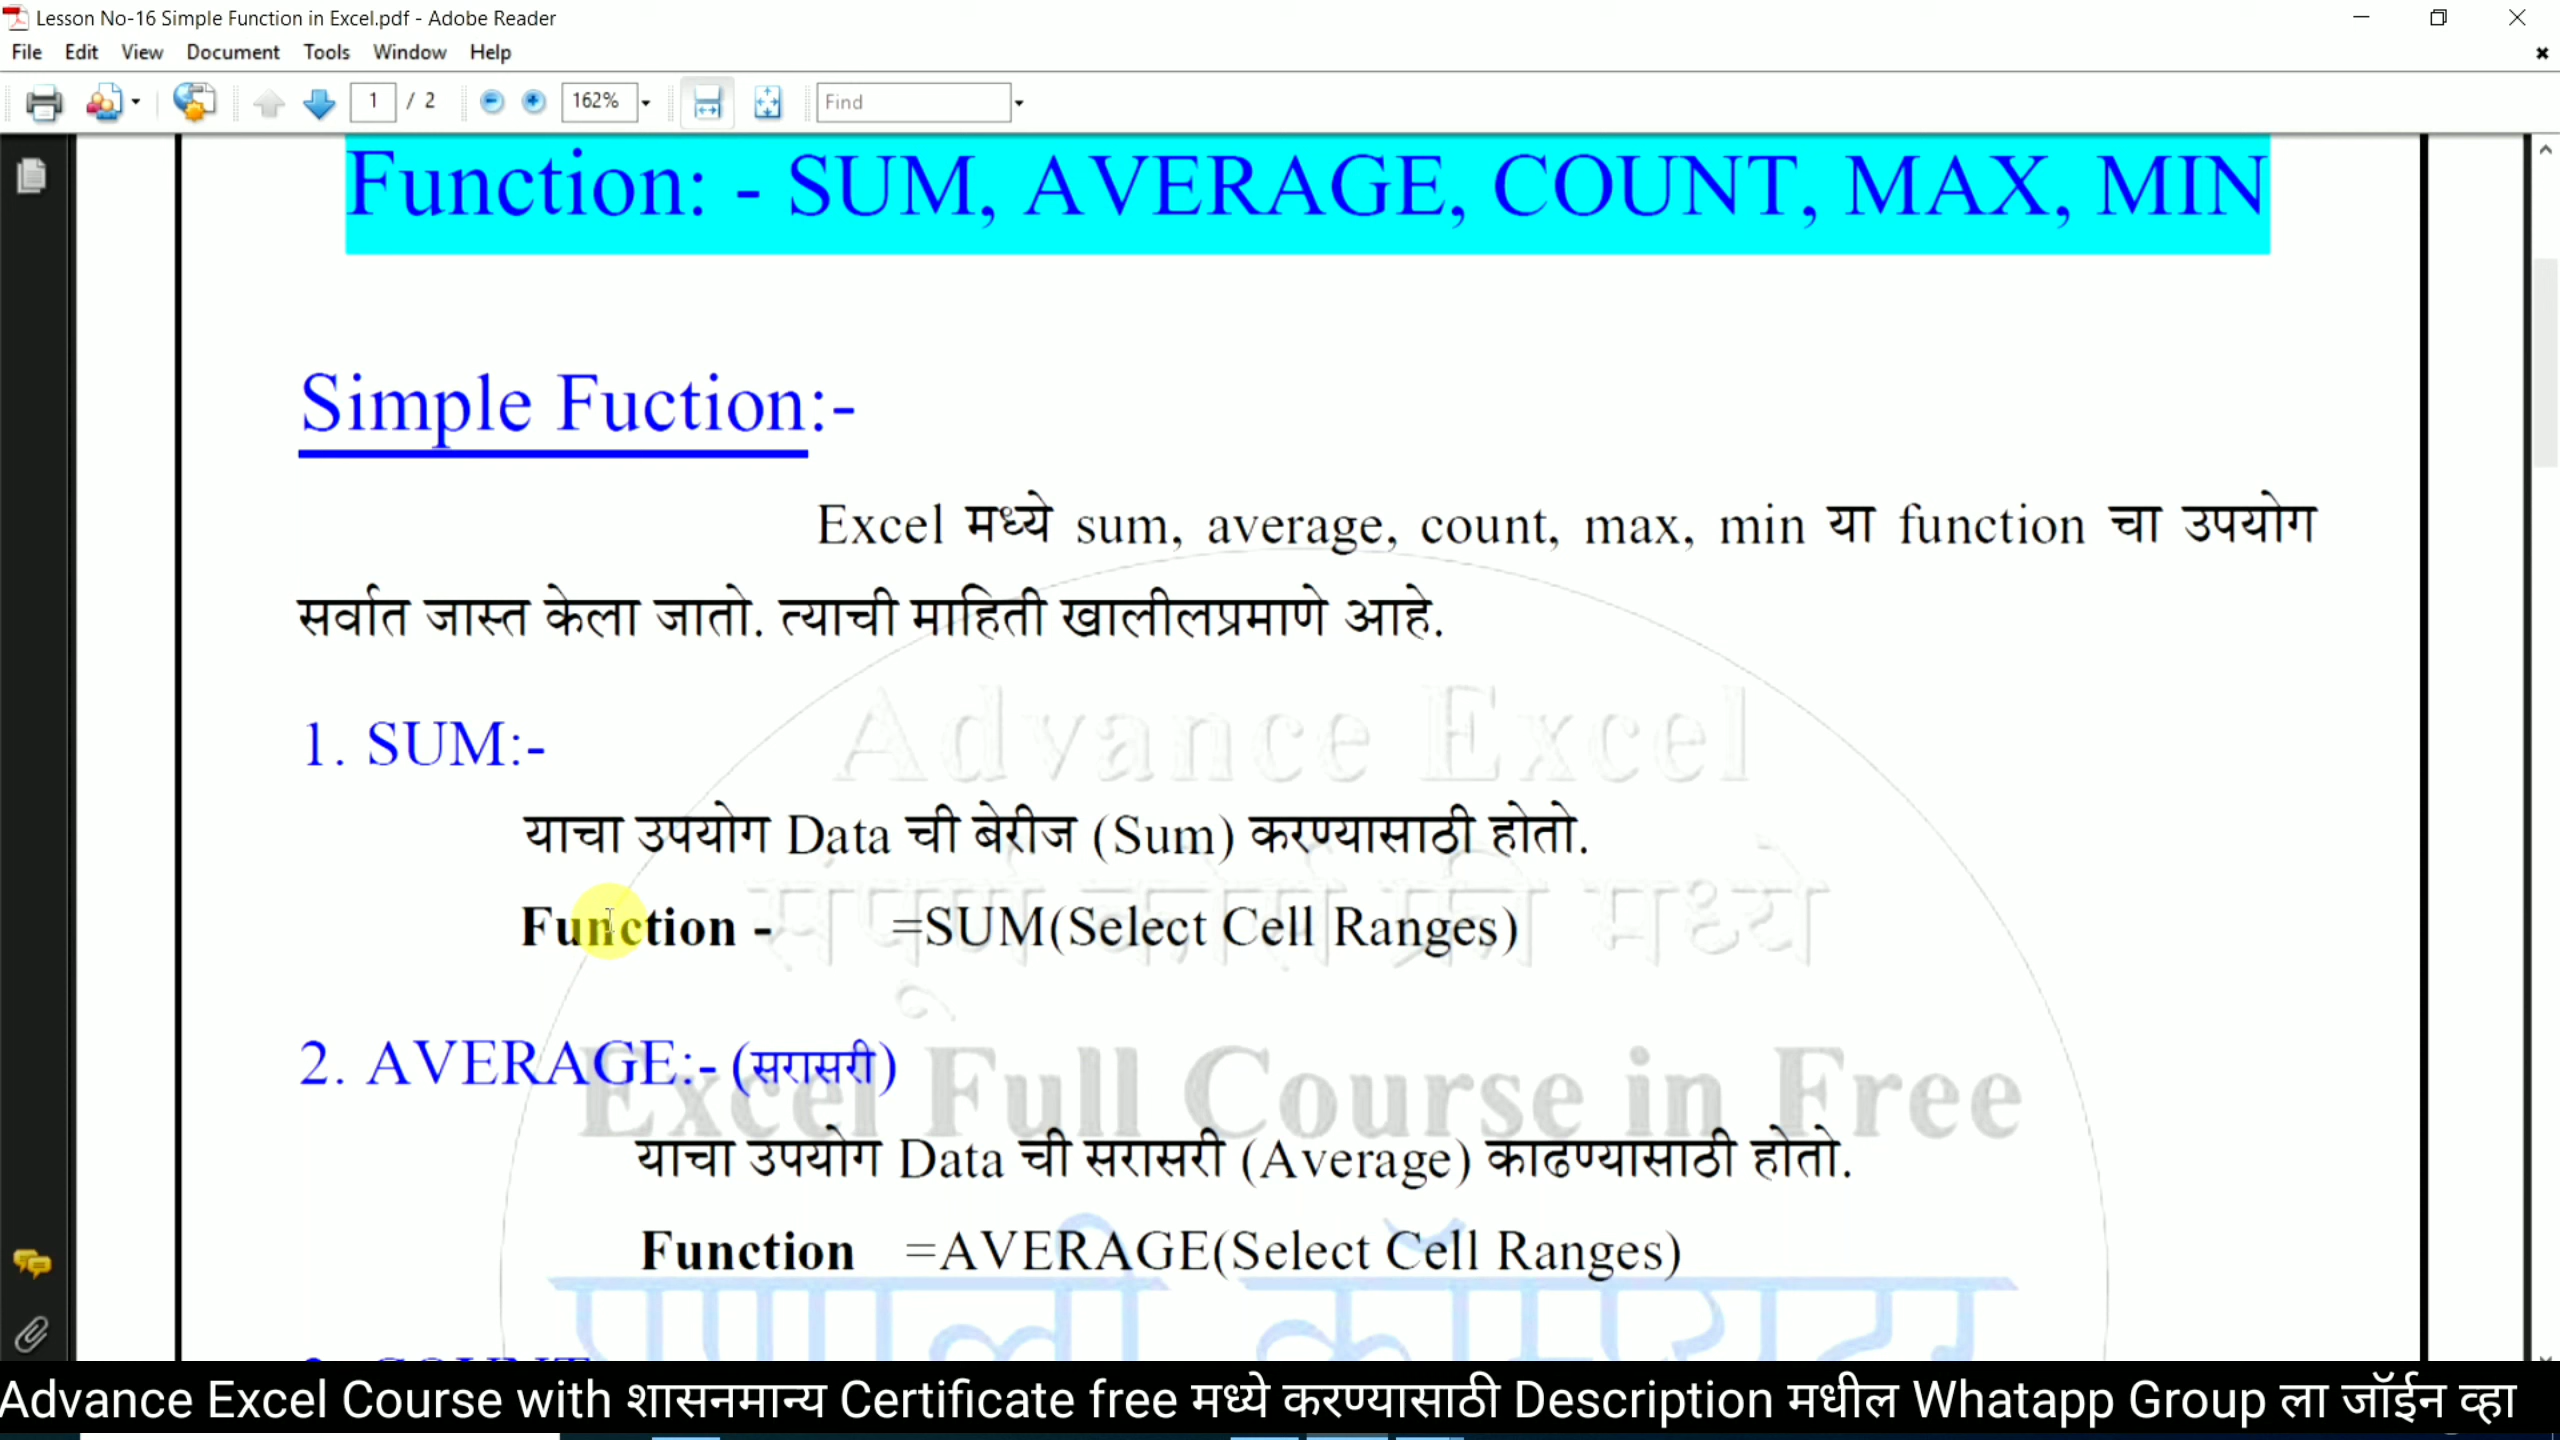 Lesson No-16 Simple Function in Excel.pdf - Adobe Reader
File Edit View Document Tools Window Help
1 / 2 162% Find
Function: - SUM, AVERAGE, COUNT, MAX, MIN
Simple Fuction:-
Excel मध्ये sum, average, count, max, min या function चा उपयोग
सर्वात जास्त केला जातो. त्याची माहिती खालीलप्रमाणे आहे.
Advance Excel
1. SUM:-
याचा उपयोग Data ची बेरीज (Sum) करण्यासाठी होतो.
संपूर्ण कोर्स फ्री मध्ये
Function - =SUM(Select Cell Ranges)
2. AVERAGE:- (सरासरी)
Excel Full Course in Free
याचा उपयोग Data ची सरासरी (Average) काढण्यासाठी होतो.
Function =AVERAGE(Select Cell Ranges)
Advance Excel Course with शासनमान्य Certificate free मध्ये करण्यासाठी Description मधील Whatapp Group ला जॉईन व्हा